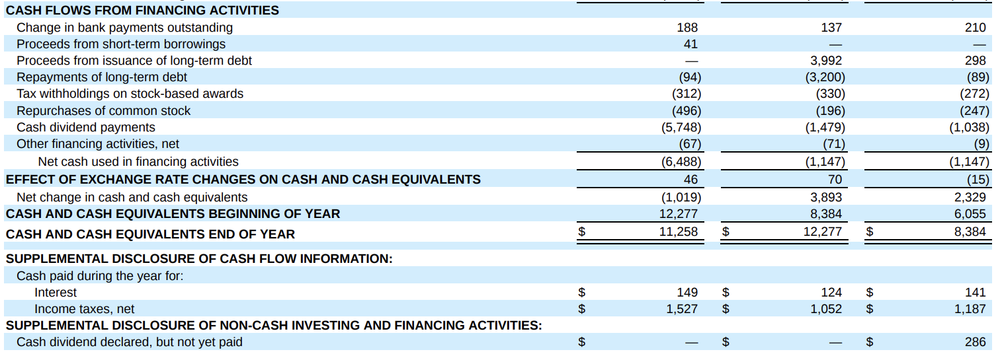 CASH FLOWS FROM FINANCING ACTIVITIES
Change in bank payments outstanding 188 137 210
Proceeds from short-term borrowings 41 — —
Proceeds from issuance of long-term debt — 3,992 298
Repayments of long-term debt (94) (3,200) (89)
Tax withholdings on stock-based awards (312) (330) (272)
Repurchases of common stock (496) (196) (247)
Cash dividend payments (5,748) (1,479) (1,038)
Other financing activities, net (67) (71) (9)
Net cash used in financing activities (6,488) (1,147) (1,147)
EFFECT OF EXCHANGE RATE CHANGES ON CASH AND CASH EQUIVALENTS 46 70 (15)
Net change in cash and cash equivalents (1,019) 3,893 2,329
CASH AND CASH EQUIVALENTS BEGINNING OF YEAR 12,277 8,384 6,055
CASH AND CASH EQUIVALENTS END OF YEAR $ 11,258 $ 12,277 $ 8,384
SUPPLEMENTAL DISCLOSURE OF CASH FLOW INFORMATION:
Cash paid during the year for:
Interest $ 149 $ 124 $ 141
Income taxes, net $ 1,527 $ 1,052 $ 1,187
SUPPLEMENTAL DISCLOSURE OF NON-CASH INVESTING AND FINANCING ACTIVITIES:
Cash dividend declared, but not yet paid $ — $ — $ 286